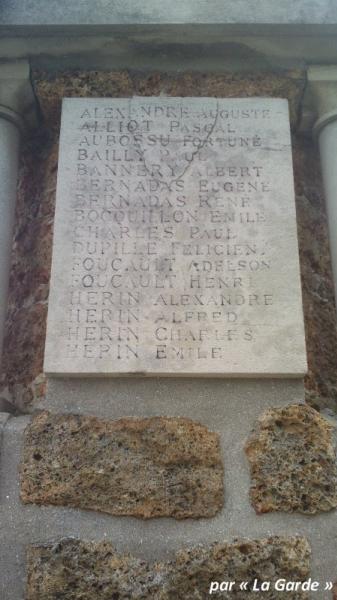 ALEXANDRE AUGUSTE
ALLIOT PASCAL
AUBOSSU FORTUNÉ
BAILLY PAUL
BANNERY ALBERT
BERNADAS EUGÈNE
BERNADAS RENÉ
BOCQUILLON EMILE
CHARLES PAUL
DUPILLE FELICIEN
FOUCAULT ADELSON
FOUCAULT HENRI
HERIN ALEXANDRE
HERIN ALFRED
HERIN CHARLES
HERIN EMILE
par « La Garde »